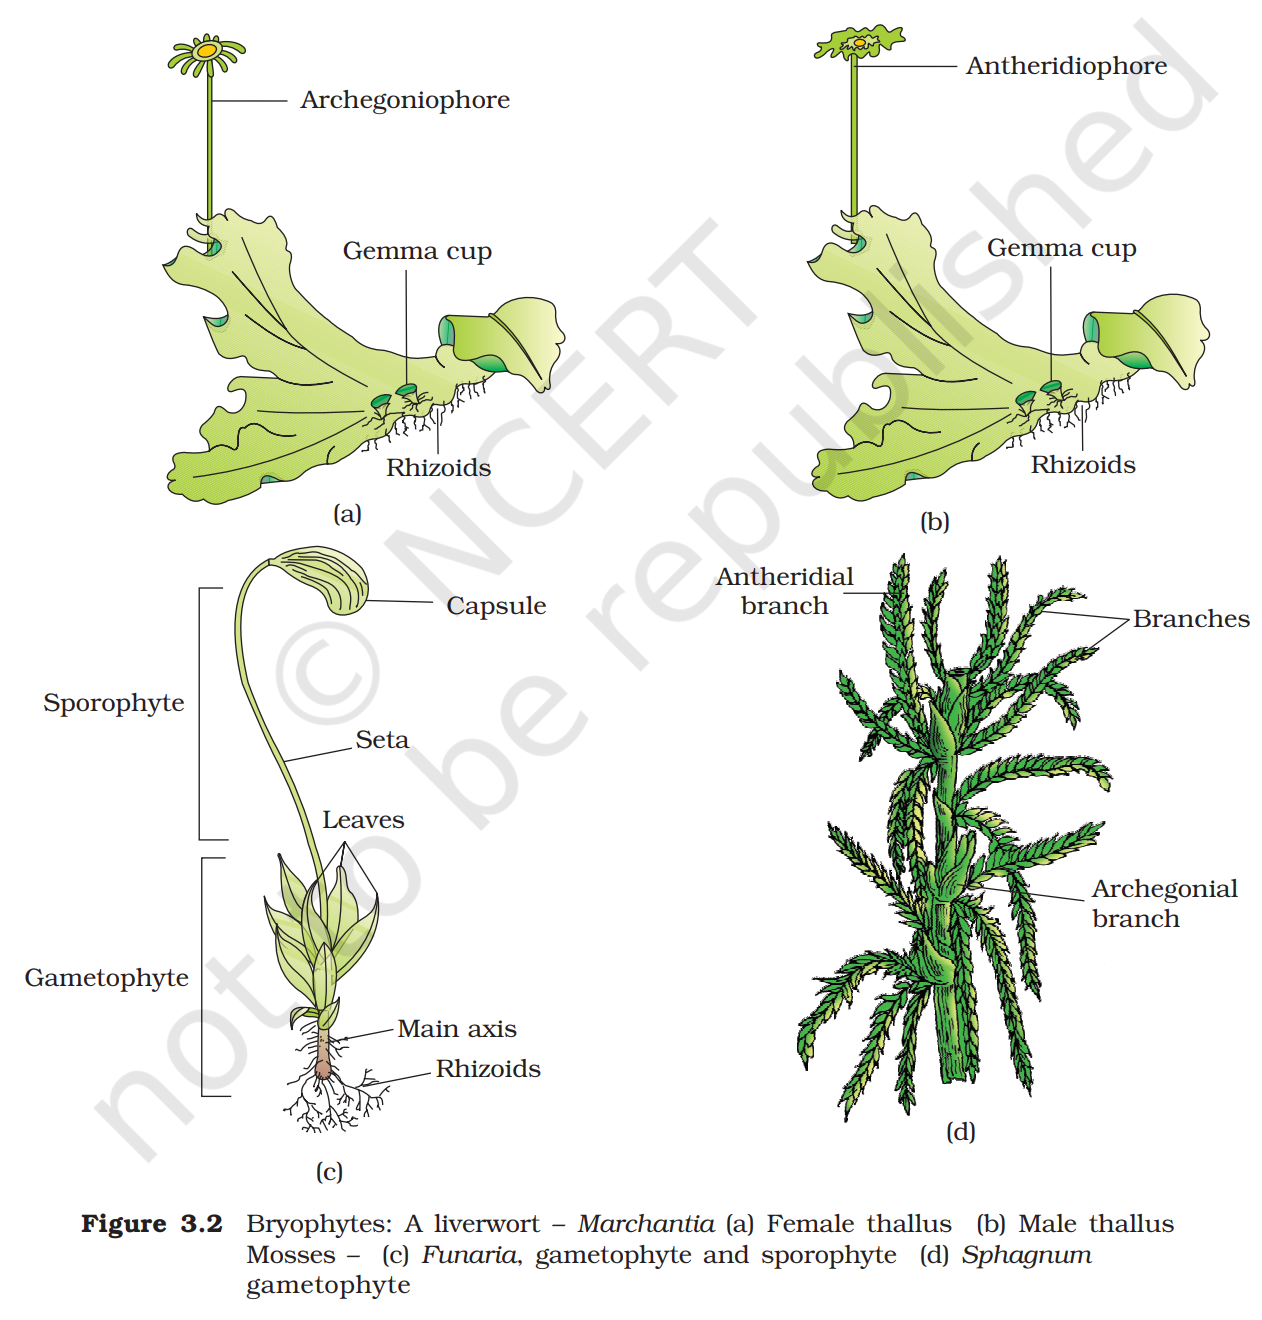 Archegoniophore
Gemma cup
Rhizoids
(a)
Antheridiophore
Gemma cup
Rhizoids
(b)
Capsule
Sporophyte
Seta
Leaves
Gametophyte
Main axis
Rhizoids
(c)
Antheridial
branch
Branches
Archegonial
branch
(d)
© NCERT
not to be republished
Figure 3.2 Bryophytes: A liverwort – Marchantia (a) Female thallus (b) Male thallus
Mosses – (c) Funaria, gametophyte and sporophyte (d) Sphagnum
gametophyte